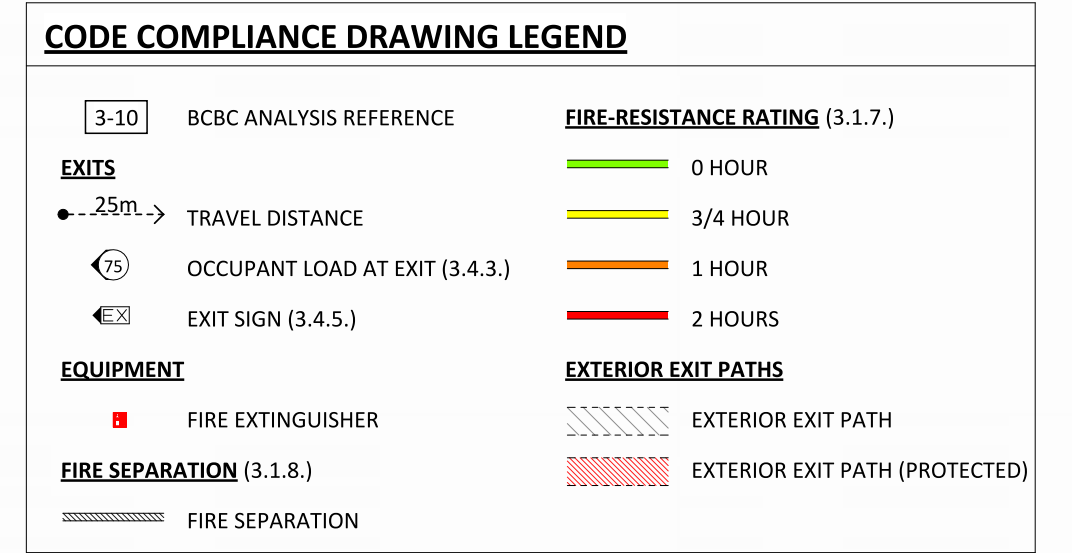 CODE COMPLIANCE DRAWING LEGEND
3-10 BCBC ANALYSIS REFERENCE
EXITS
25m TRAVEL DISTANCE
75 OCCUPANT LOAD AT EXIT (3.4.3.)
EX EXIT SIGN (3.4.5.)
EQUIPMENT
FIRE EXTINGUISHER
FIRE SEPARATION (3.1.8.)
FIRE SEPARATION
FIRE-RESISTANCE RATING (3.1.7.)
0 HOUR
3/4 HOUR
1 HOUR
2 HOURS
EXTERIOR EXIT PATHS
EXTERIOR EXIT PATH
EXTERIOR EXIT PATH (PROTECTED)